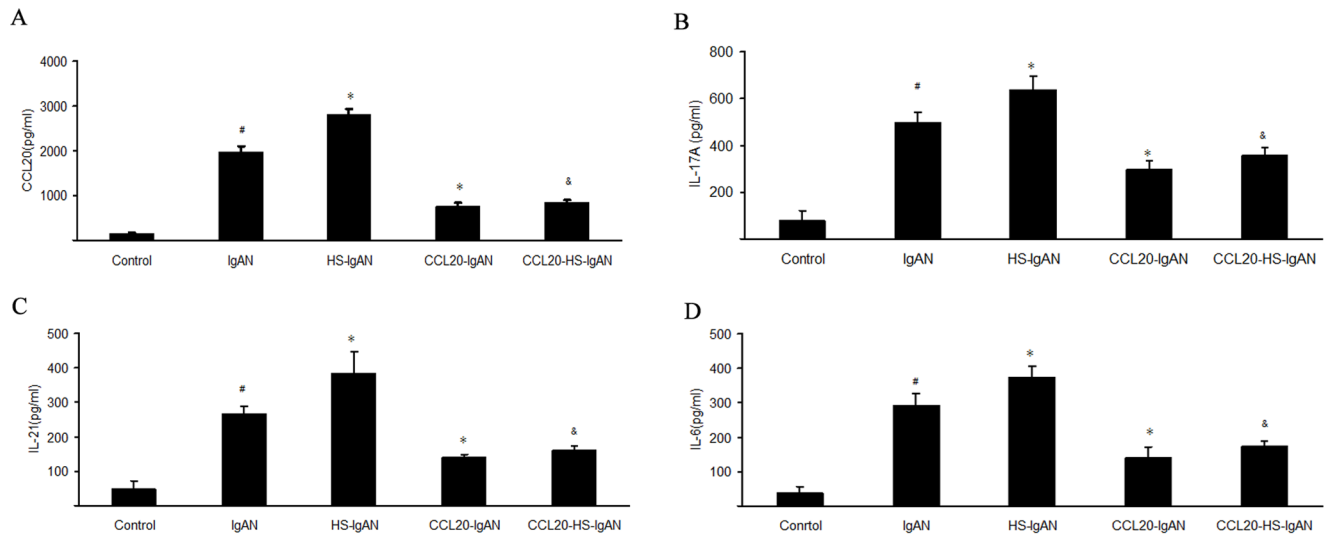 A
CCL20(pg/ml)
4000
3000
2000
1000
#
*
*
&
Control IgAN HS-IgAN CCL20-IgAN CCL20-HS-IgAN
B
IL-17A (pg/ml)
800
600
400
200
#
*
*
&
Control IgAN HS-IgAN CCL20-IgAN CCL20-HS-IgAN
C
IL-21(pg/ml)
500
400
300
200
100
#
*
*
&
Control IgAN HS-IgAN CCL20-IgAN CCL20-HS-IgAN
D
IL-6(pg/ml)
500
400
300
200
100
#
*
*
&
Conrtol IgAN HS-IgAN CCL20-IgAN CCL20-HS-IgAN